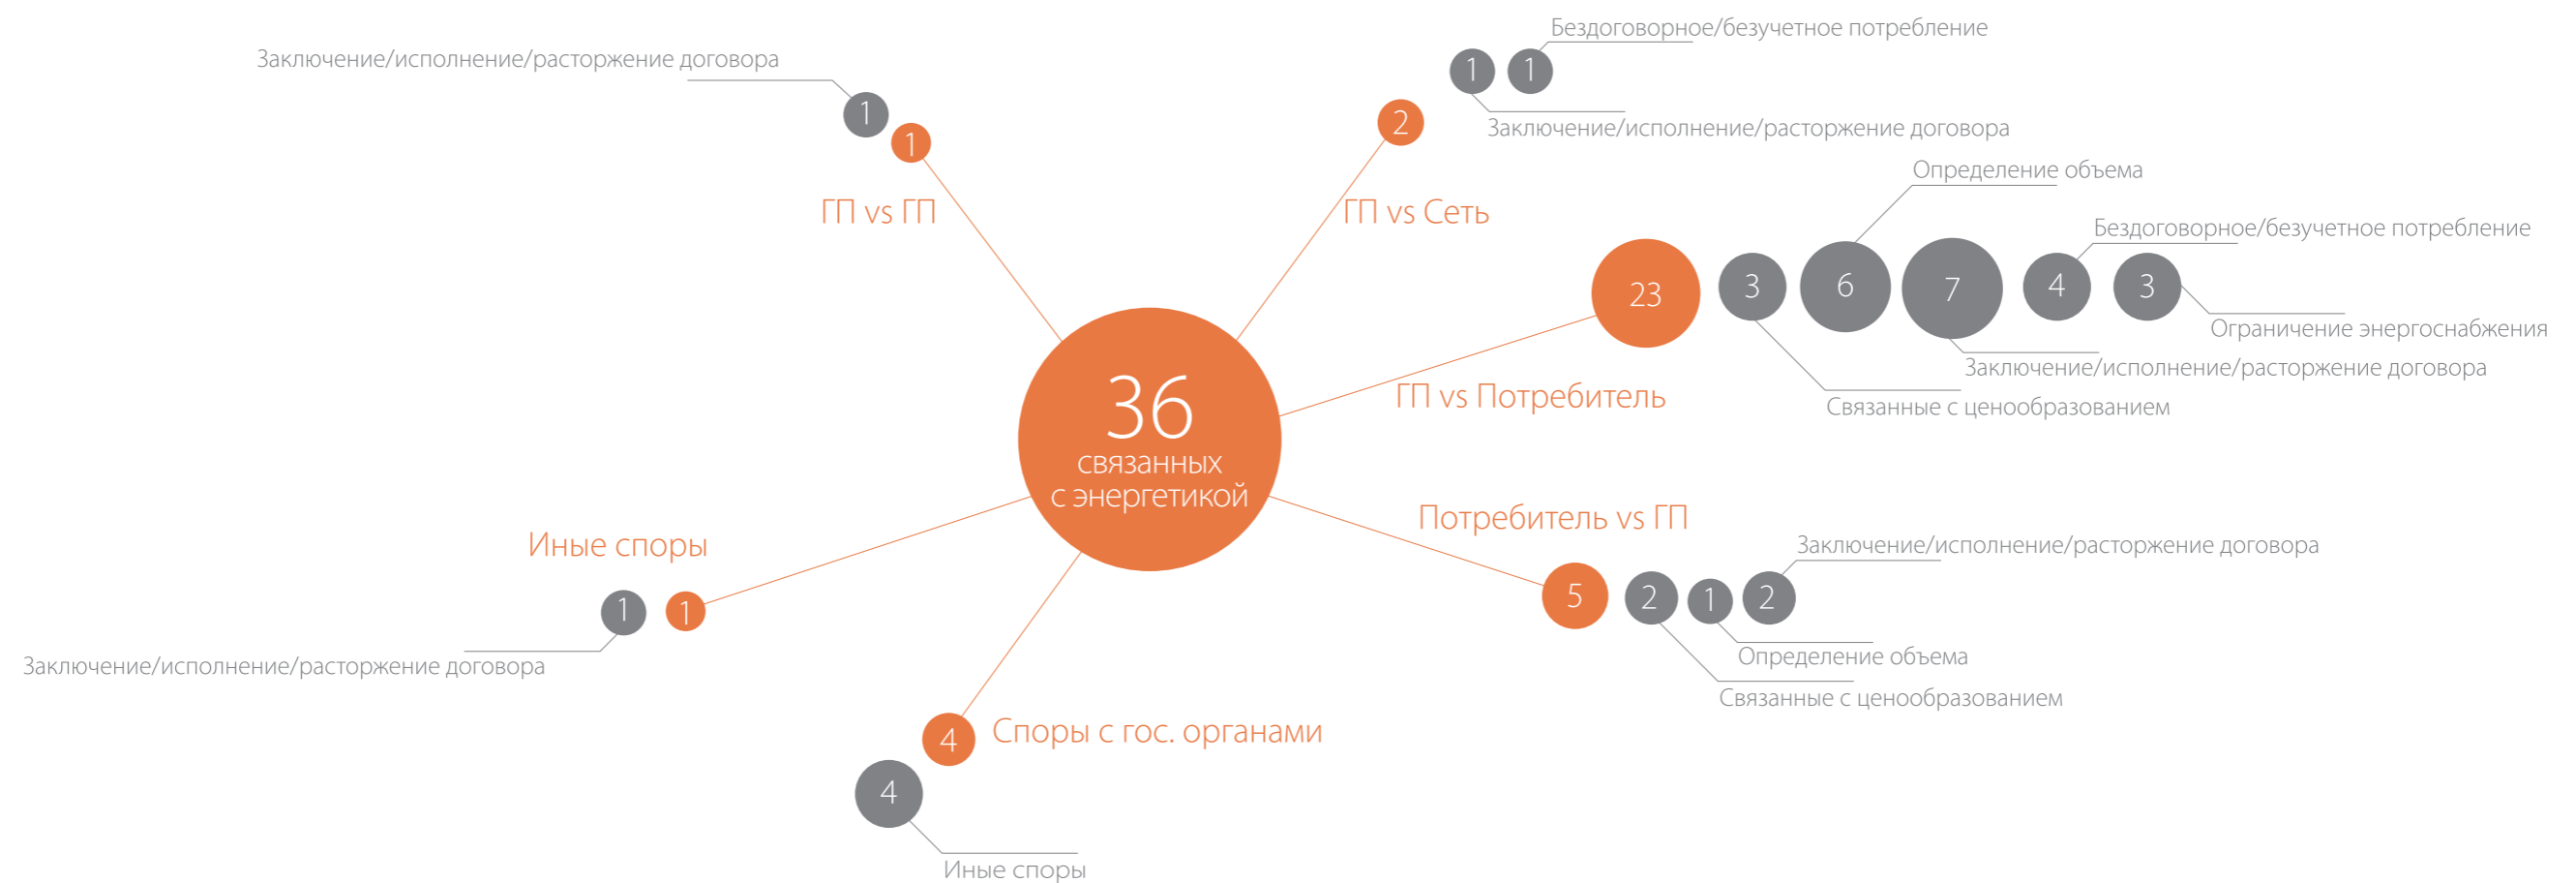 Бездоговорное/безучетное потребление
Заключение/исполнение/расторжение договора
1
1
1
1
2
Заключение/исполнение/расторжение договора
ГП vs ГП
ГП vs Сеть
Определение объема
Бездоговорное/безучетное потребление
23
3
6
7
4
3
Ограничение энергоснабжения
Заключение/исполнение/расторжение договора
ГП vs Потребитель
Связанные с ценообразованием
36
связанных
с энергетикой
Потребитель vs ГП
Заключение/исполнение/расторжение договора
5
2
1
2
Определение объема
Связанные с ценообразованием
Иные споры
1
1
Заключение/исполнение/расторжение договора
4
Споры с гос. органами
4
Иные споры